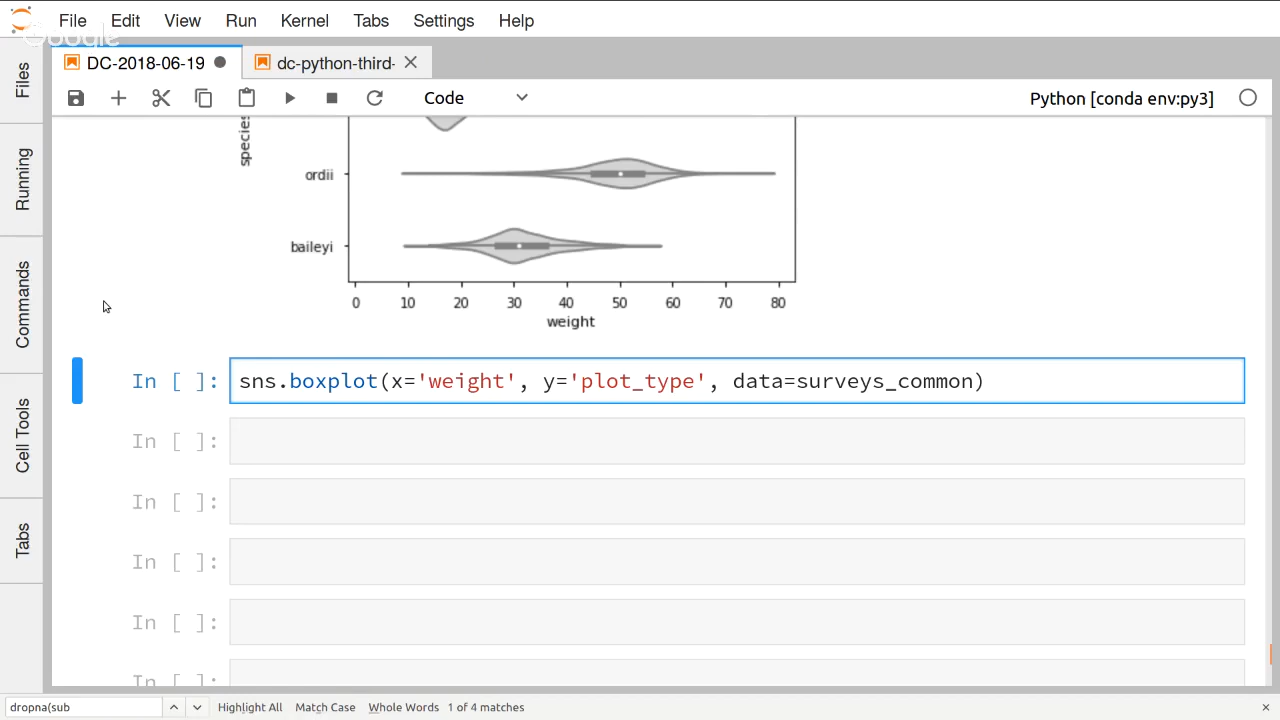 File Edit View Run Kernel Tabs Settings Help
Google
DC-2018-06-19 dc-python-third-
Code Python [conda env:py3]
Files
Running
Commands
Cell Tools
Tabs
species
ordii
baileyi
0 10 20 30 40 50 60 70 80
weight
In [ ]: sns.boxplot(x='weight', y='plot_type', data=surveys_common)
In [ ]:
In [ ]:
In [ ]:
In [ ]:
In [ ]:
dropna(sub Highlight All Match Case Whole Words 1 of 4 matches